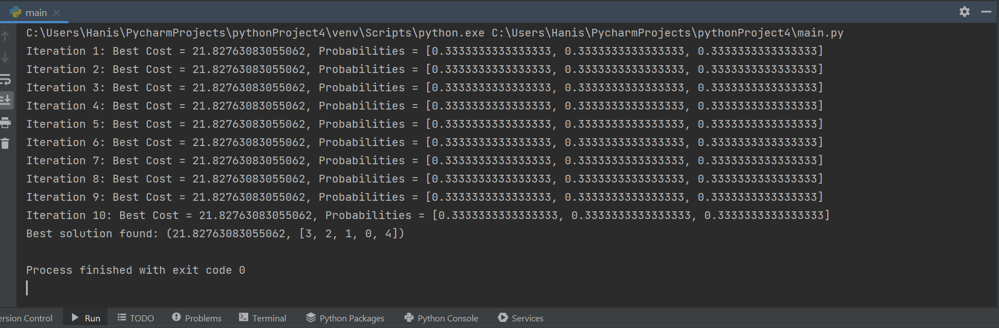 main
C:\Users\Hanis\PycharmProjects\pythonProject4\venv\Scripts\python.exe C:\Users\Hanis\PycharmProjects\pythonProject4\main.py
Iteration 1: Best Cost = 21.82763083055062, Probabilities = [0.3333333333333333, 0.3333333333333333, 0.3333333333333333]
Iteration 2: Best Cost = 21.82763083055062, Probabilities = [0.3333333333333333, 0.3333333333333333, 0.3333333333333333]
Iteration 3: Best Cost = 21.82763083055062, Probabilities = [0.3333333333333333, 0.3333333333333333, 0.3333333333333333]
Iteration 4: Best Cost = 21.82763083055062, Probabilities = [0.3333333333333333, 0.3333333333333333, 0.3333333333333333]
Iteration 5: Best Cost = 21.82763083055062, Probabilities = [0.3333333333333333, 0.3333333333333333, 0.3333333333333333]
Iteration 6: Best Cost = 21.82763083055062, Probabilities = [0.3333333333333333, 0.3333333333333333, 0.3333333333333333]
Iteration 7: Best Cost = 21.82763083055062, Probabilities = [0.3333333333333333, 0.3333333333333333, 0.3333333333333333]
Iteration 8: Best Cost = 21.82763083055062, Probabilities = [0.3333333333333333, 0.3333333333333333, 0.3333333333333333]
Iteration 9: Best Cost = 21.82763083055062, Probabilities = [0.3333333333333333, 0.3333333333333333, 0.3333333333333333]
Iteration 10: Best Cost = 21.82763083055062, Probabilities = [0.3333333333333333, 0.3333333333333333, 0.3333333333333333]
Best solution found: (21.82763083055062, [3, 2, 1, 0, 4])
Process finished with exit code 0
ersion Control Run TODO Problems Terminal Python Packages Python Console Services